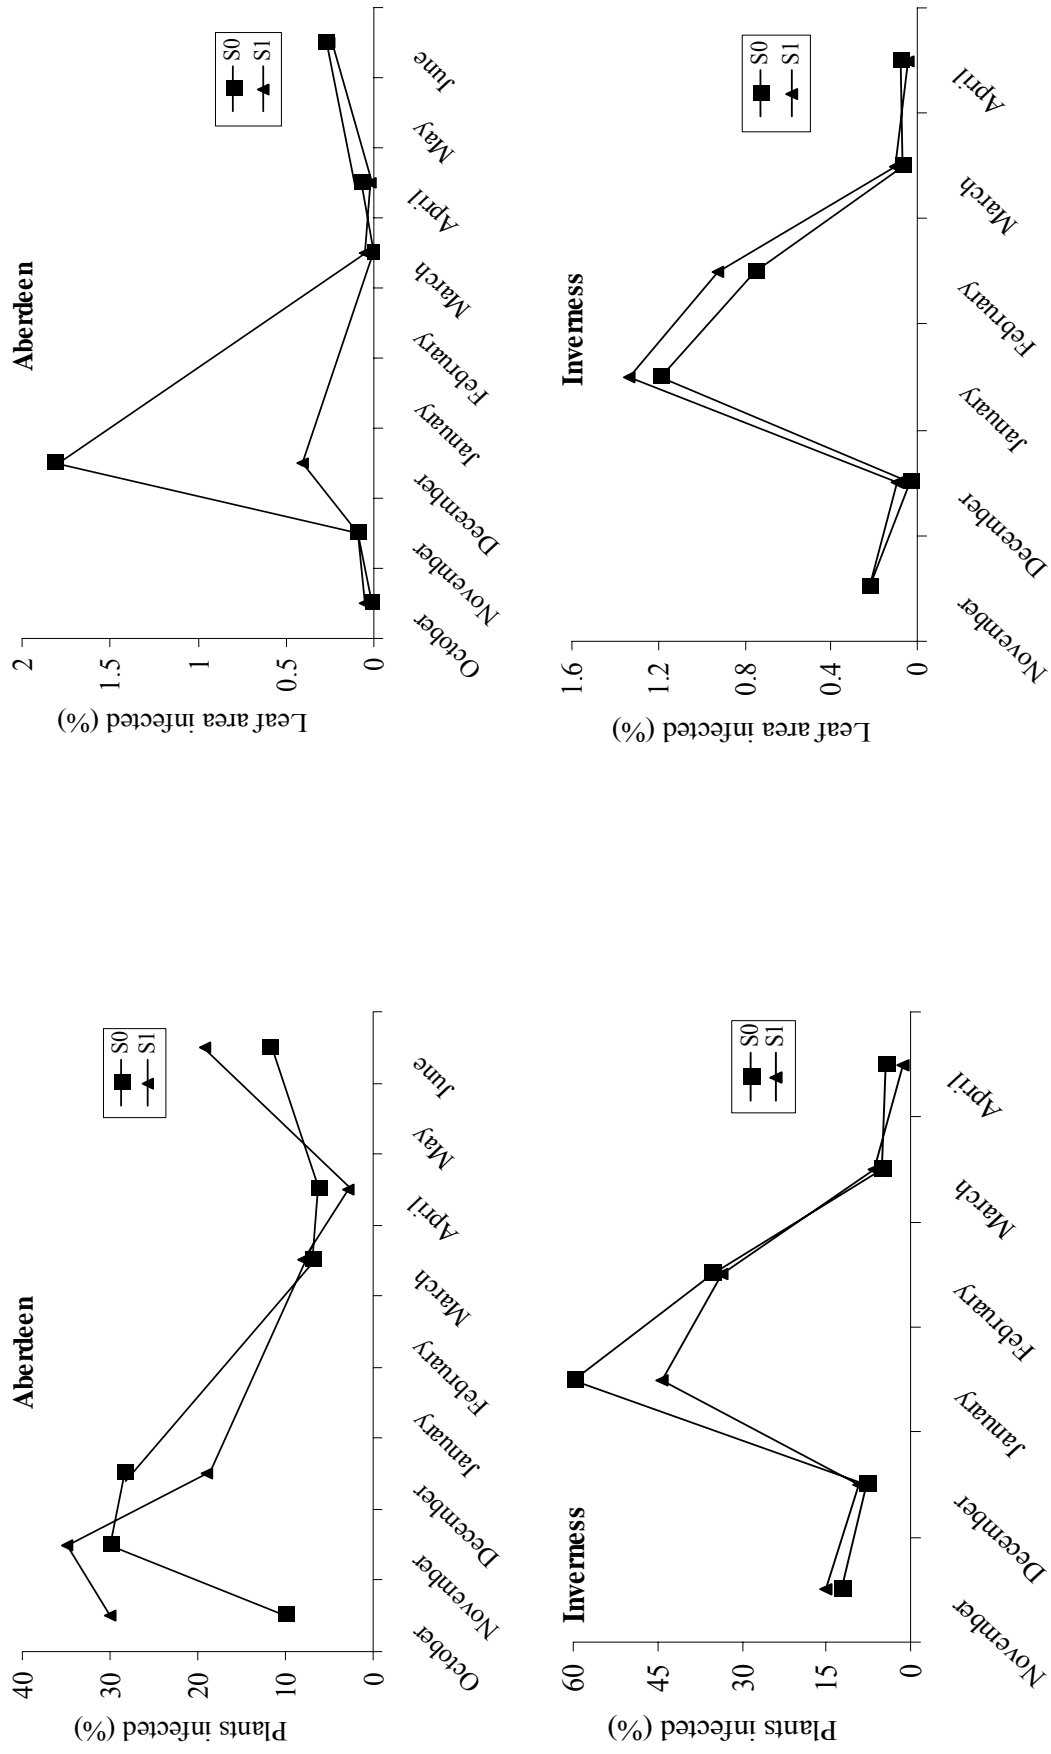 Aberdeen
Plants infected (%)
40
30
20
10
0
October
November
December
January
February
March
April
May
June
S0
S1
Aberdeen
Leaf area infected (%)
2
1.5
1
0.5
0
October
November
December
January
February
March
April
May
June
S0
S1
Inverness
Plants infected (%)
60
45
30
15
0
November
December
January
February
March
April
S0
S1
Inverness
Leaf area infected (%)
1.6
1.2
0.8
0.4
0
November
December
January
February
March
April
S0
S1